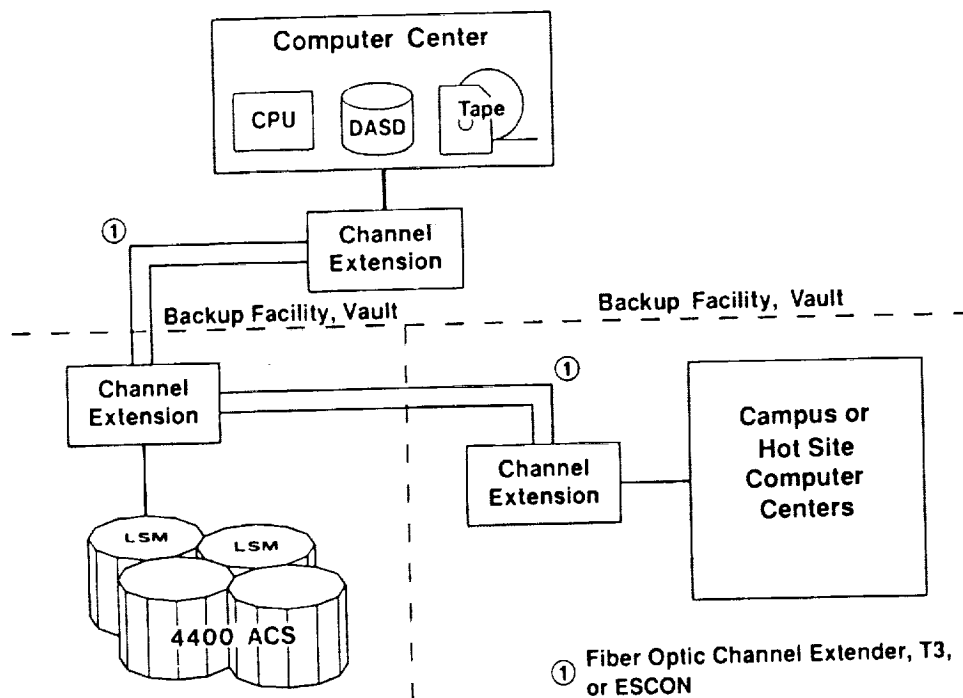 Computer Center
CPU
DASD
Tape
①
Channel
Extension
Backup Facility, Vault
Backup Facility, Vault
Channel
Extension
①
Campus or
Hot Site
Computer
Centers
Channel
Extension
LSM
LSM
4400 ACS
① Fiber Optic Channel Extender, T3,
or ESCON